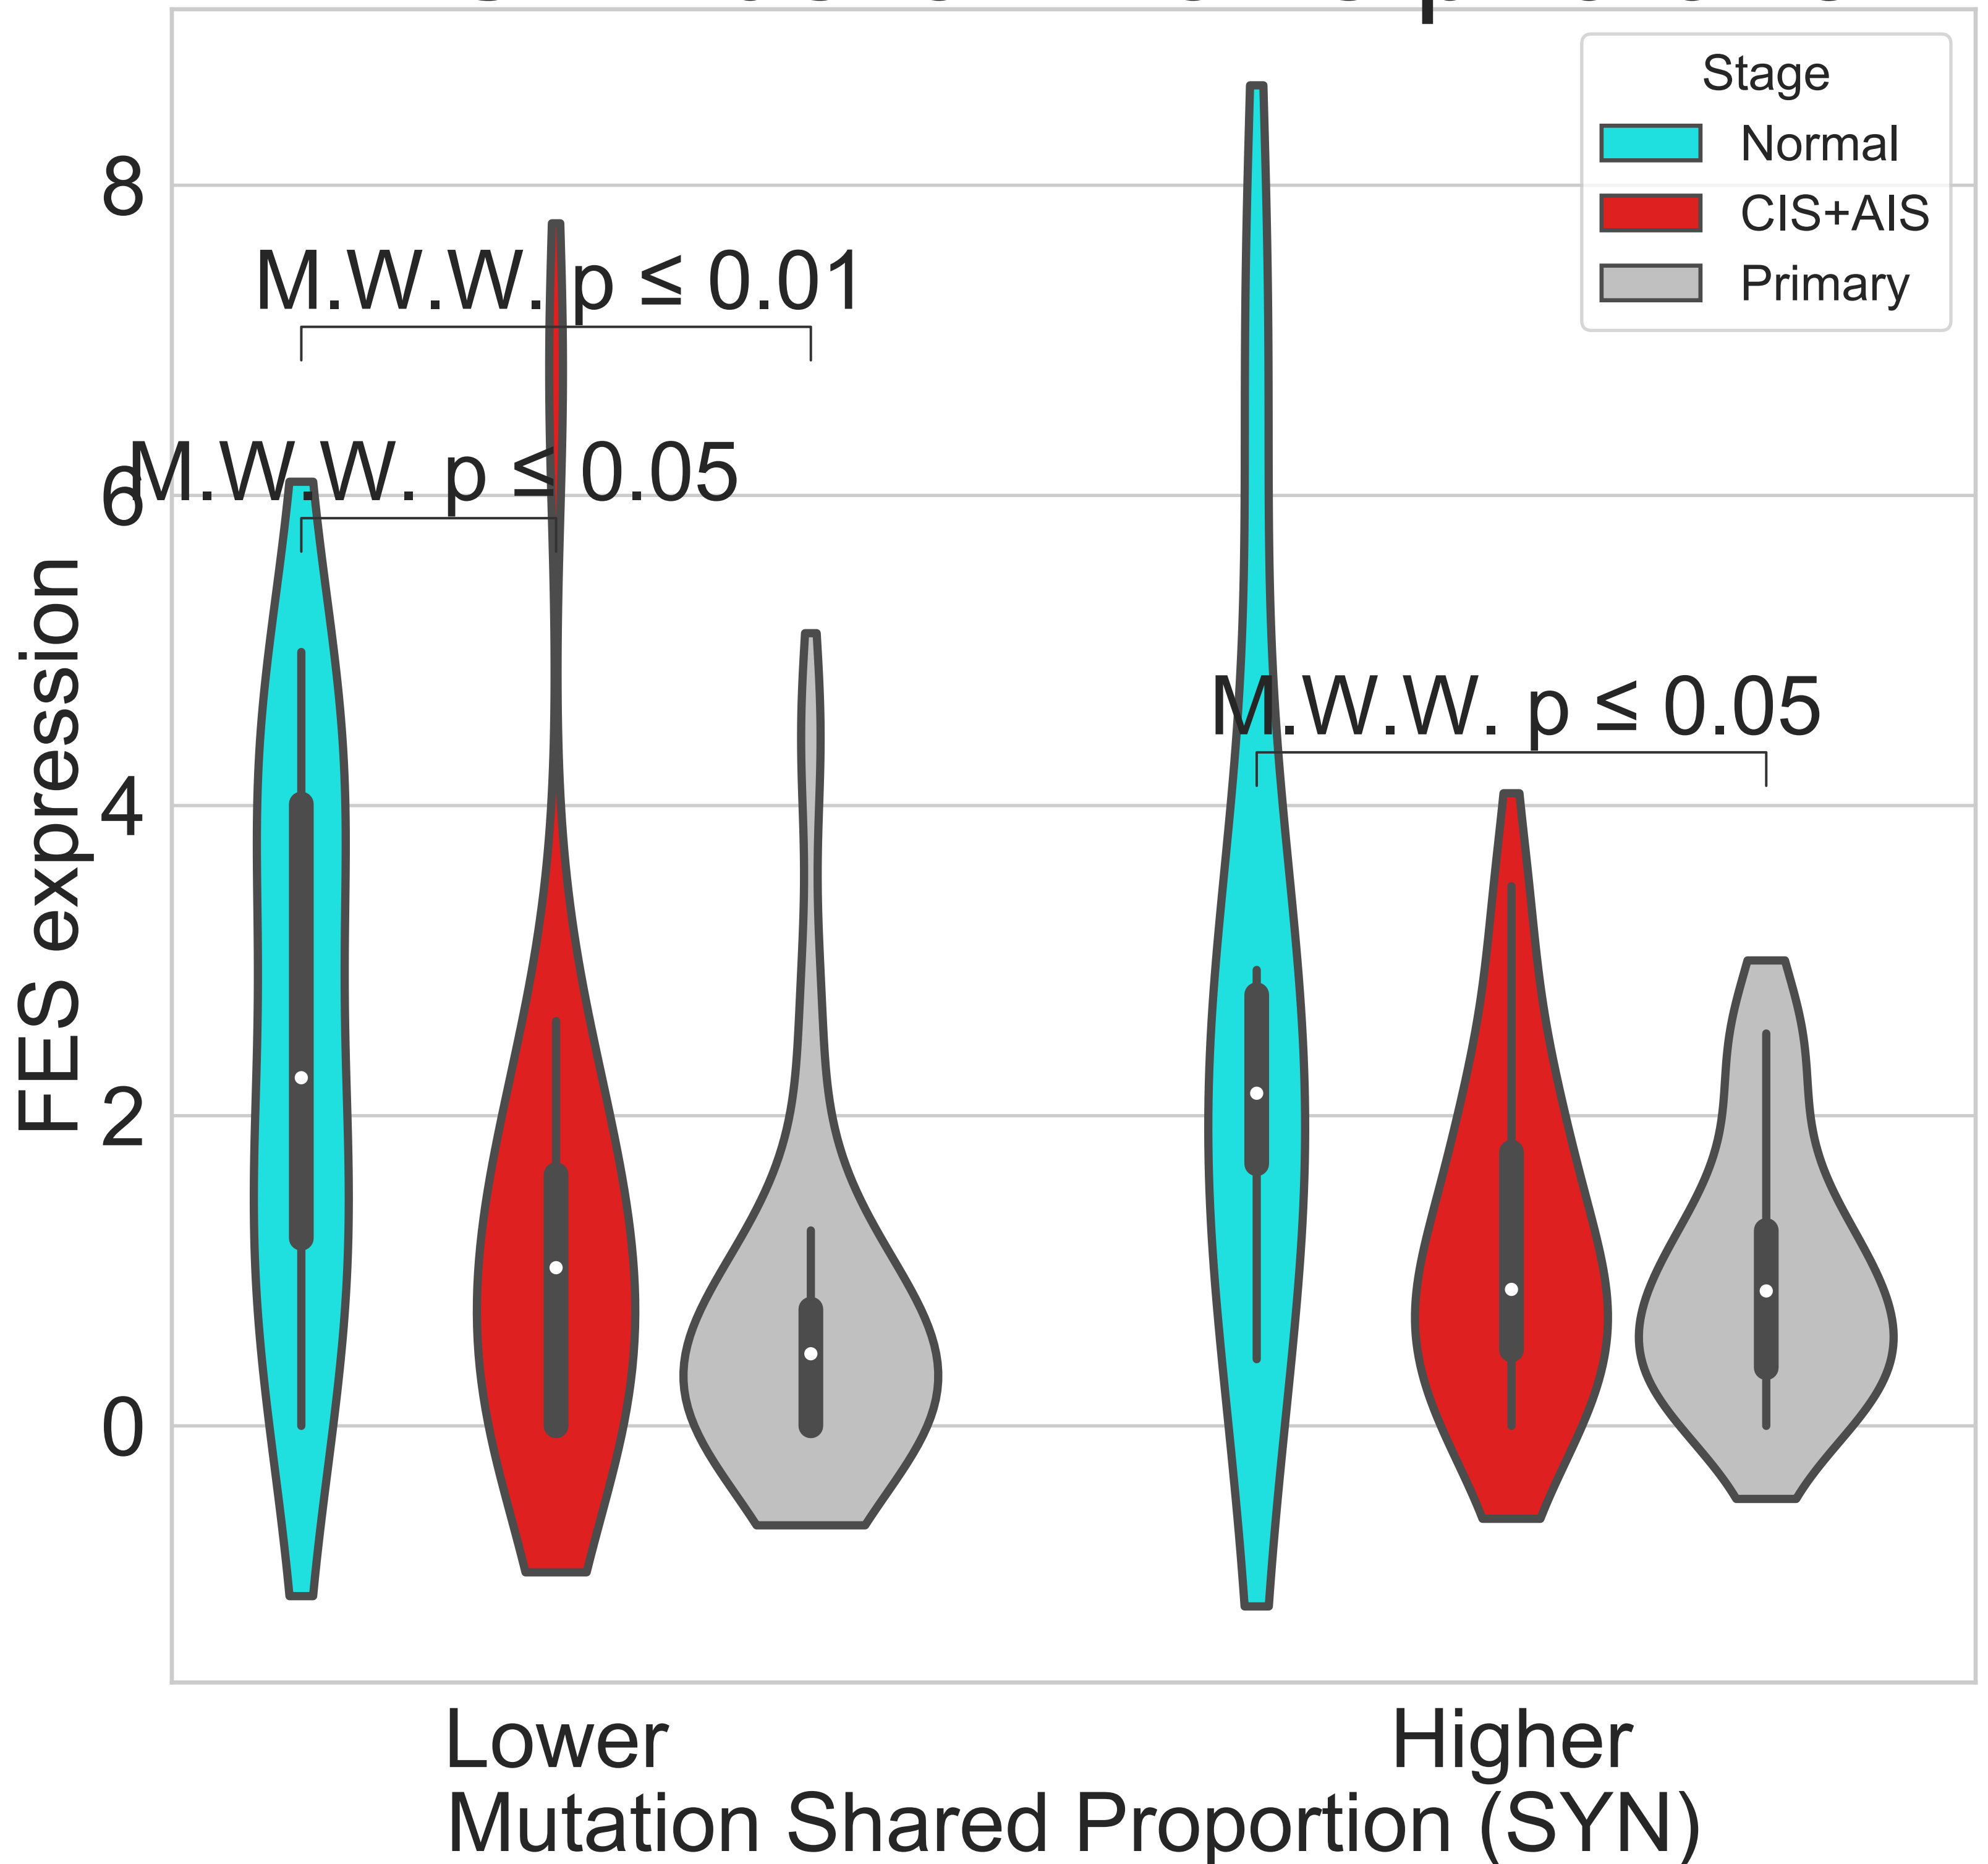 Stage
Normal
CIS+AIS
Primary
8
M.W.W. p ≤ 0.01
M.W.W. p ≤ 0.05
6
M.W.W. p ≤ 0.05
4
2
0
FES expression
Lower
Higher
Mutation Shared Proportion (SYN)